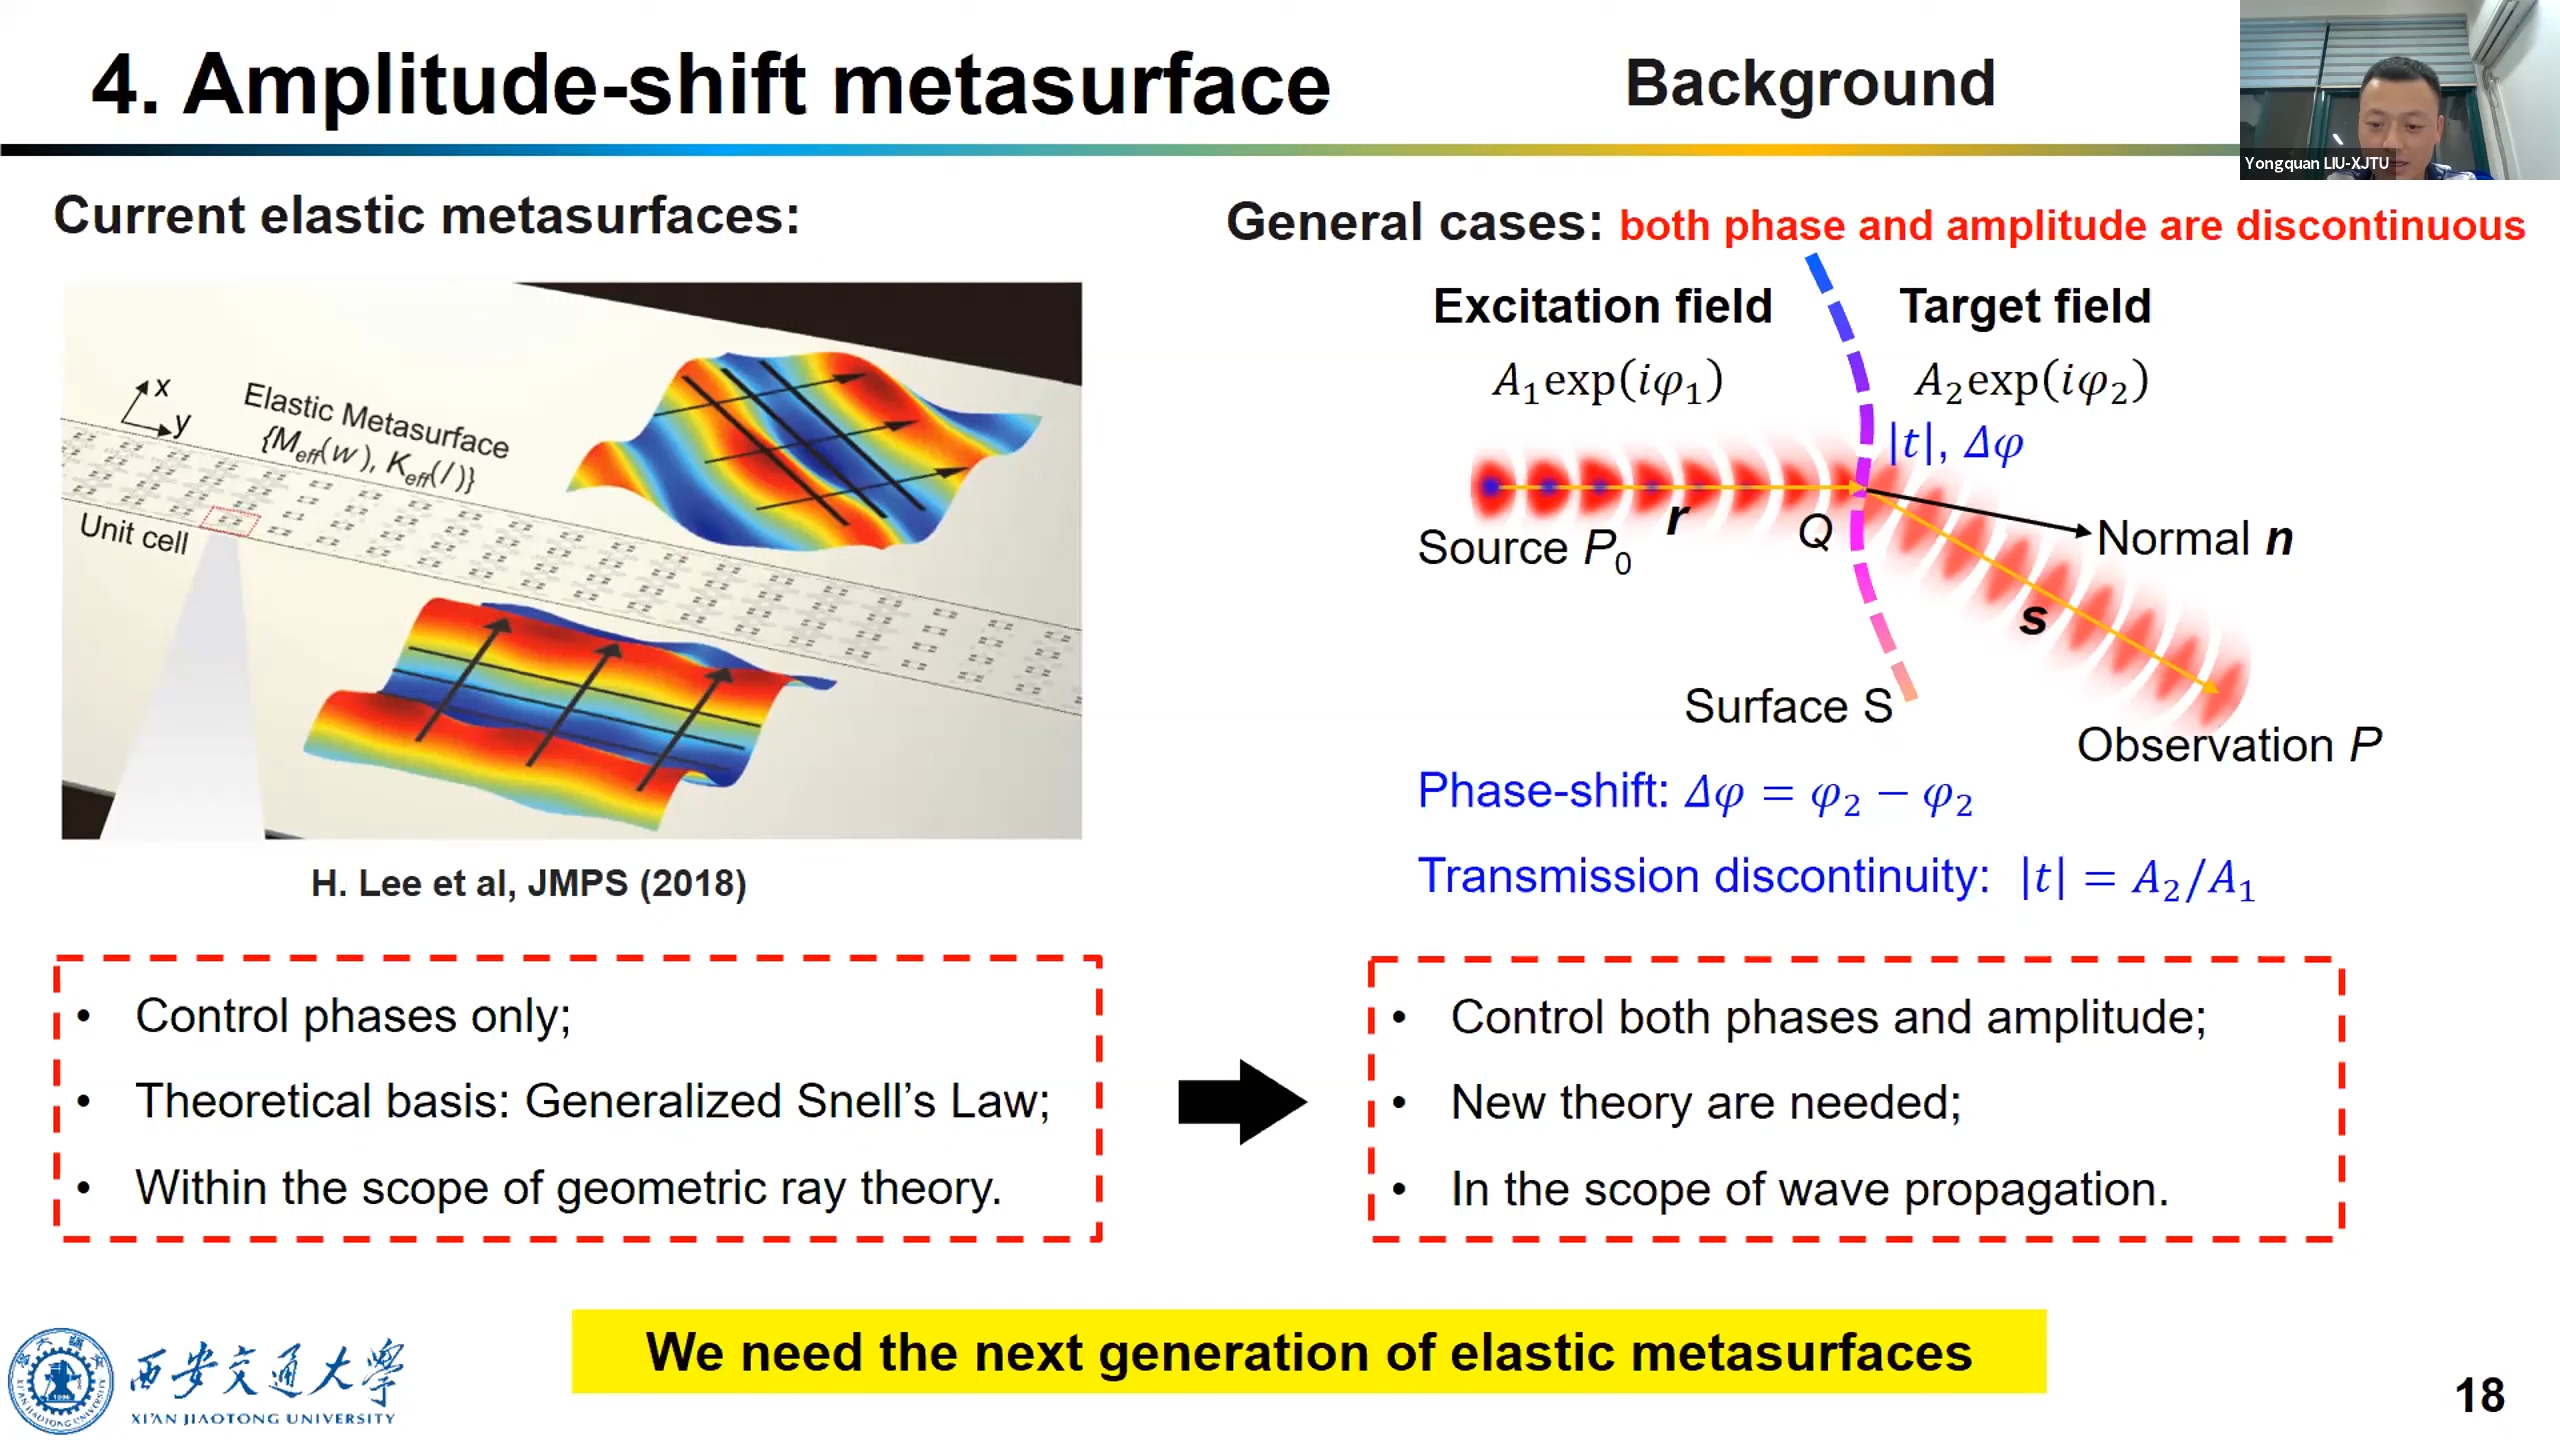 4. Amplitude-shift metasurface
Background
Yongquan LIU-XJTU
Current elastic metasurfaces:
x
y
Elastic Metasurface
{Meff(w), Keff(l)}
Unit cell
H. Lee et al, JMPS (2018)
General cases: both phase and amplitude are discontinuous
Excitation field
Target field
A₁exp(iφ₁)
A₂exp(iφ₂)
|t|, Δφ
r
Q
Source P₀
Normal n
s
Surface S
Observation P
Phase-shift: Δφ = φ₂ − φ₂
Transmission discontinuity: |t| = A₂/A₁
• Control phases only;
• Theoretical basis: Generalized Snell’s Law;
• Within the scope of geometric ray theory.
• Control both phases and amplitude;
• New theory are needed;
• In the scope of wave propagation.
We need the next generation of elastic metasurfaces
西安交通大学
XI'AN JIAOTONG UNIVERSITY
18